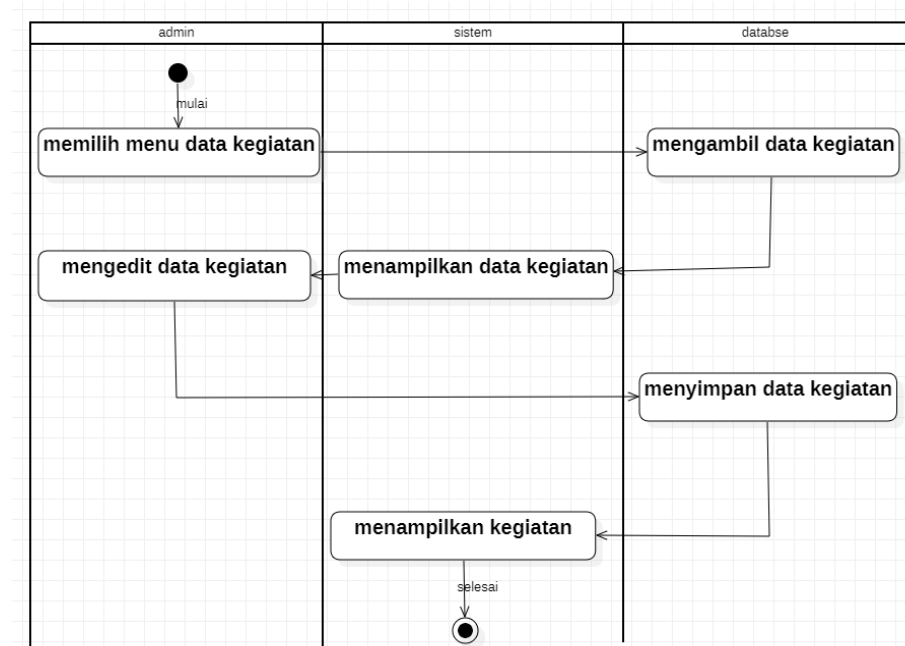 admin
sistem
databse
mulai
memilih menu data kegiatan
mengambil data kegiatan
mengedit data kegiatan
menampilkan data kegiatan
menyimpan data kegiatan
menampilkan kegiatan
selesai